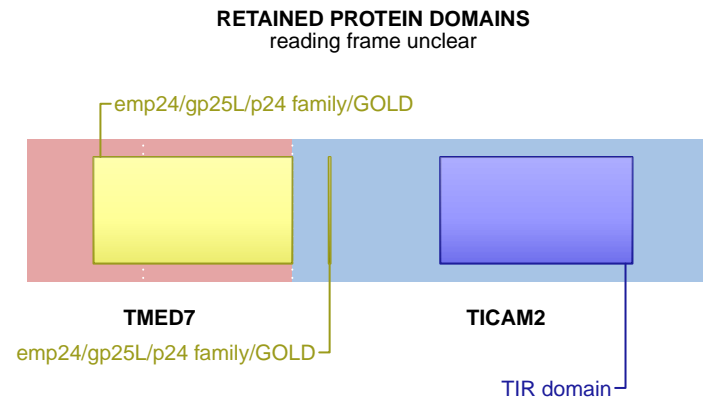 RETAINED PROTEIN DOMAINS
reading frame unclear
emp24/gp25L/p24 family/GOLD
TMED7
TICAM2
emp24/gp25L/p24 family/GOLD
TIR domain